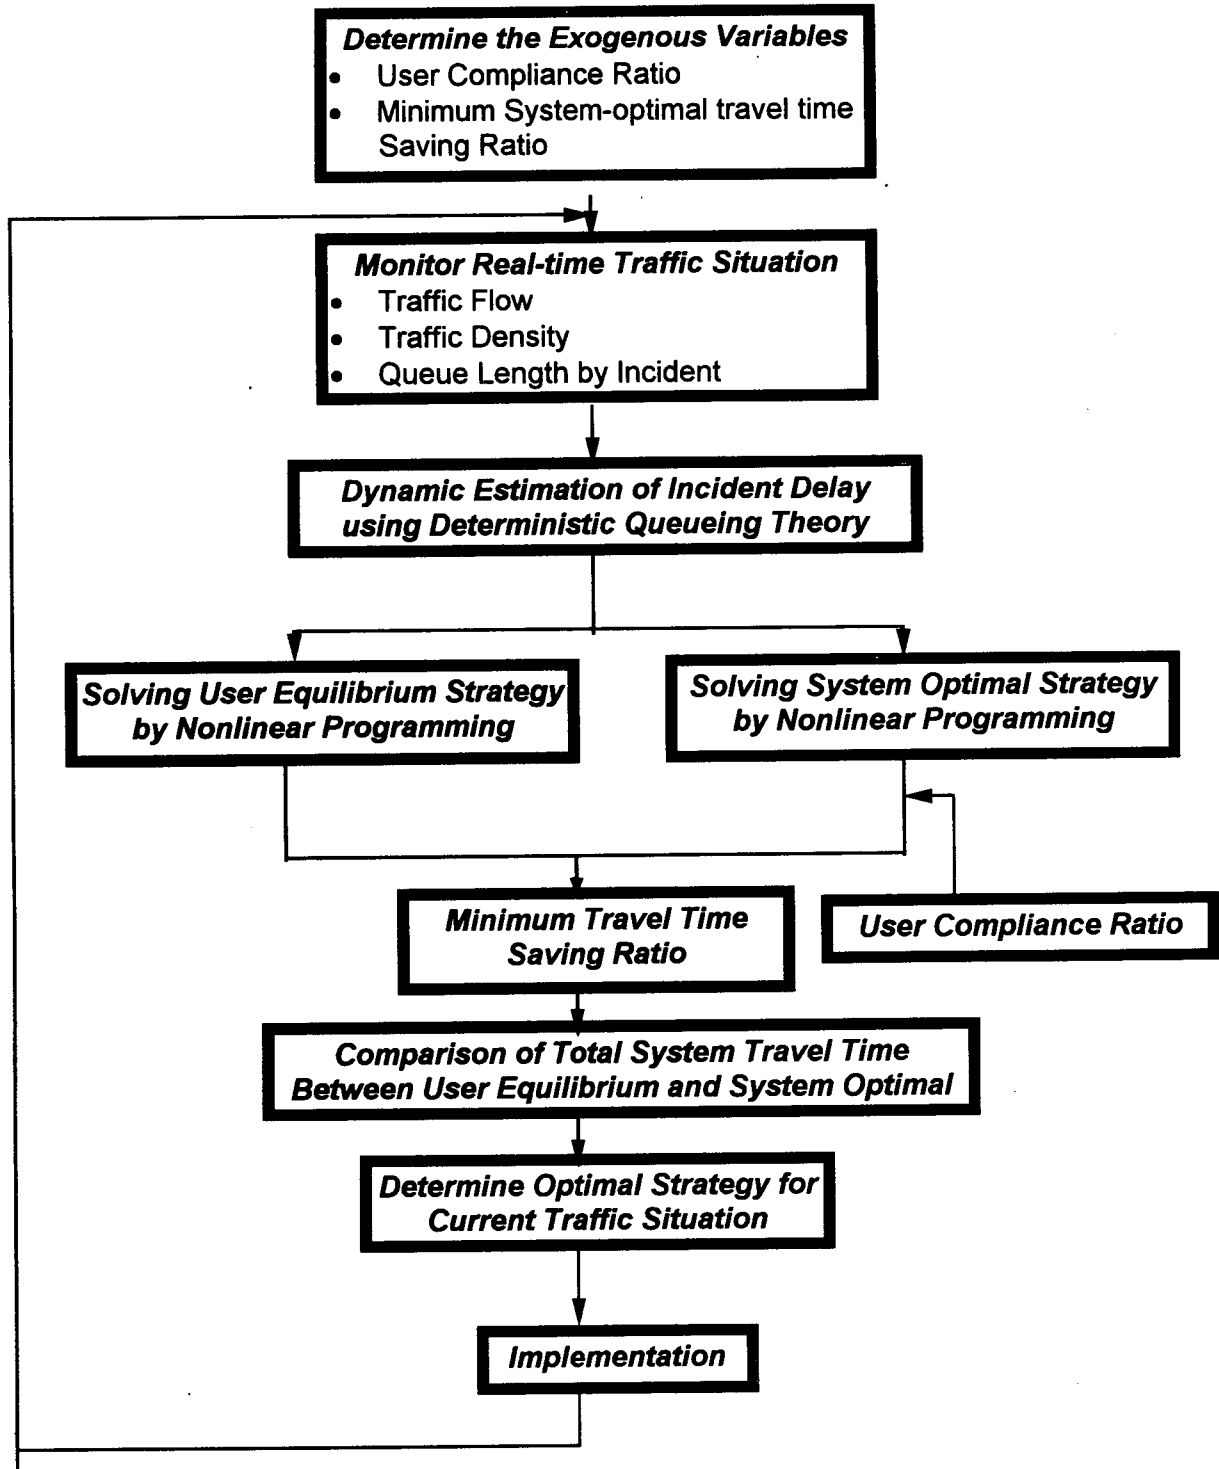 Determine the Exogenous Variables
• User Compliance Ratio
• Minimum System-optimal travel time
Saving Ratio
Monitor Real-time Traffic Situation
• Traffic Flow
• Traffic Density
• Queue Length by Incident
Dynamic Estimation of Incident Delay
using Deterministic Queueing Theory
Solving User Equilibrium Strategy
by Nonlinear Programming
Solving System Optimal Strategy
by Nonlinear Programming
Minimum Travel Time
Saving Ratio
User Compliance Ratio
Comparison of Total System Travel Time
Between User Equilibrium and System Optimal
Determine Optimal Strategy for
Current Traffic Situation
Implementation